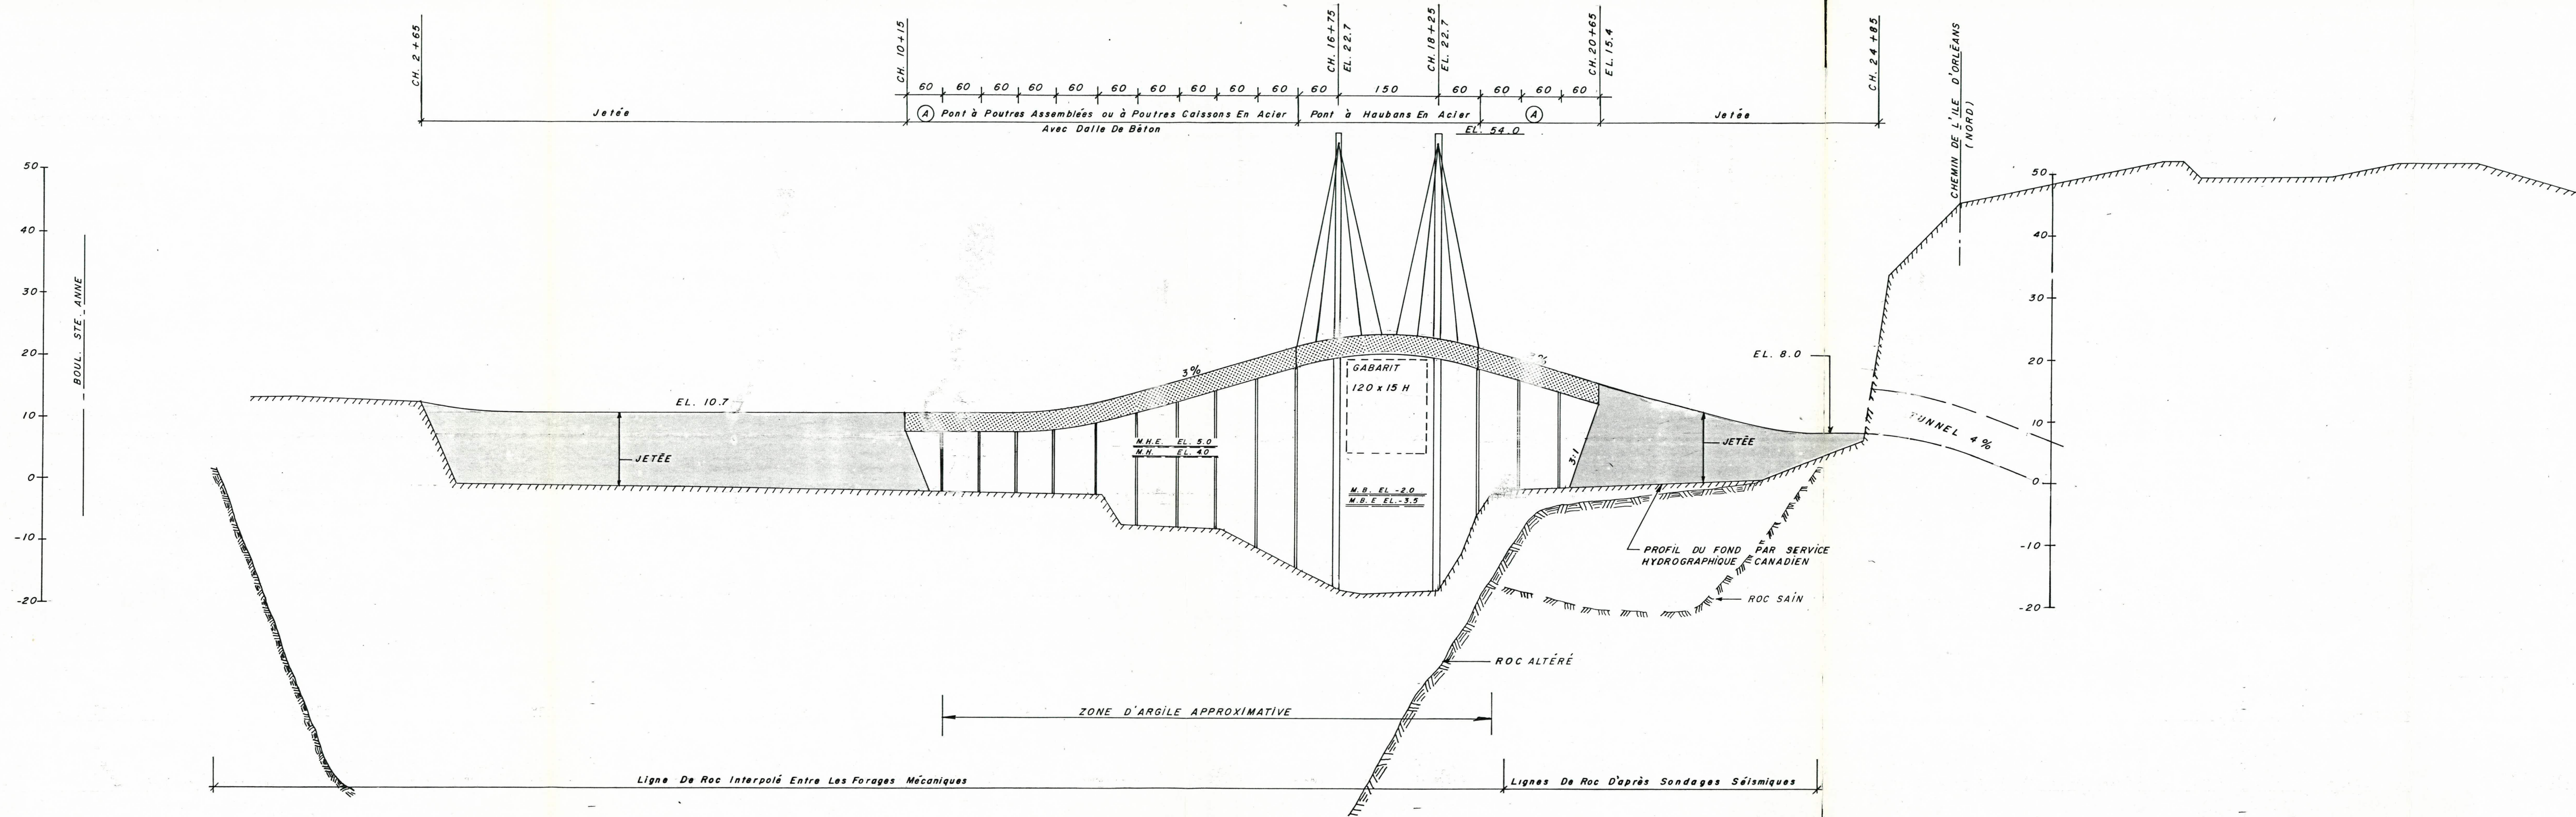 CH. 2+65
CH. 10+15
CH. 16+75
EL. 22.7
CH. 18+25
EL. 22.7
CH. 20+65
EL. 15.4
CH. 24+85
CHEMIN DE L'ILE D'ORLÉANS
(NORD)
60 60 60 60 60 60 60 60 60 60 60 150 60 60 60 60
Jetée
A Pont à Poutres Assemblées ou à Poutres Caissons En Acier
Avec Dalle De Béton
Pont à Haubans En Acier
A
Jetée
EL. 54.0
50
40
30
20
10
0
-10
-20
BOUL. STE. ANNE
EL. 10.7
JETÉE
3%
M.H.E. EL. 5.0
M.H. EL. 4.0
GABARIT
120 x 15 H
M.B. EL -2.0
M.B.E EL.-3.5
3:1
JETÉE
EL. 8.0
TUNNEL 4%
50
40
30
20
10
0
-10
-20
PROFIL DU FOND PAR SERVICE
HYDROGRAPHIQUE CANADIEN
ROC SAIN
ROC ALTÉRÉ
ZONE D'ARGILE APPROXIMATIVE
Ligne De Roc Interpolé Entre Les Forages Mécaniques
Lignes De Roc D'après Sondages Séismiques